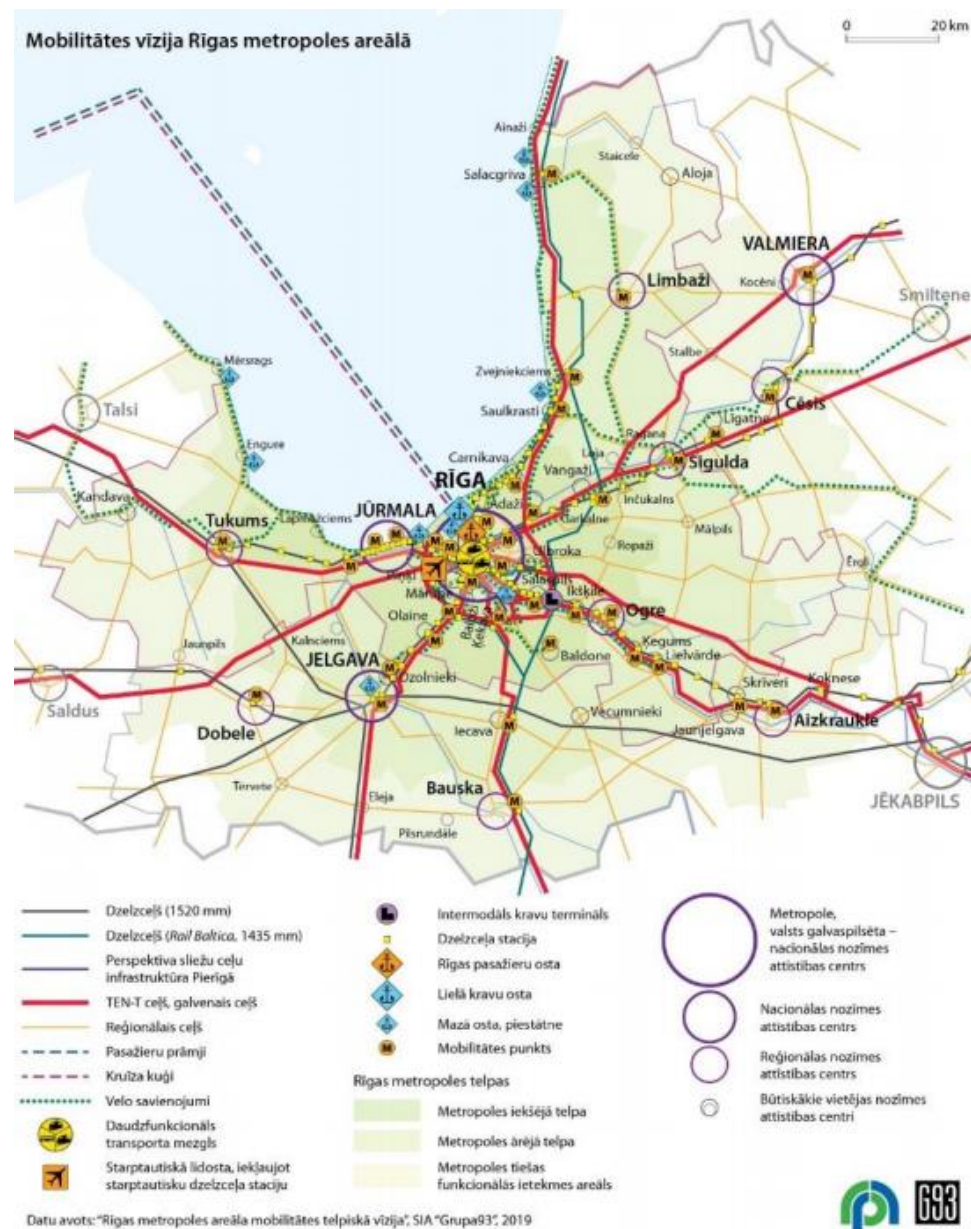 Mobilitātes vīzija Rīgas metropoles areālā
0 20 km
Ainaži
Staicele
Salacgrīva
Aloja
VALMIERA
Limbaži
Kocēni
Smiltene
Mērsrags
Zvejniekciems
Stalbe
Talsi
Saulkrasti
Cēsis
Engure
Ragana
Līgatne
Carnikava
Loja
Sigulda
RĪGA
Vangaži
Kandava
Ādaži
Inčukalns
JŪRMALA
Garkalne
Mālpils
Tukums
Lapmežciems
Ropaži
Ulbroka
Ērgļi
Salaspils
Mārupe
Ikšķile
Olaine
Ogre
Jaunpils
Kalnciems
Ķegums
JELGAVA
Baldone
Lielvārde
Ozolnieki
Skrīveri
Koknese
Saldus
Vecumnieki
Dobele
Iecava
Jaunjelgava
Aizkraukle
Tērvete
Bauska
Eleja
JĒKABPILS
Pilsrundāle
Dzelzceļš (1520 mm)
Dzelzceļš (Rail Baltica, 1435 mm)
Perspektīva sliežu ceļu
infrastruktūra Pierīgā
TEN-T ceļš, galvenais ceļš
Reģionālais ceļš
Pasažieru prāmji
Kruīza kuģi
Velo savienojumi
Daudzfunkcionāls
transporta mezgls
Starptautiskā lidosta, iekļaujot
starptautisku dzelzceļa staciju
Intermodāls kravu termināls
Dzelzceļa stacija
Rīgas pasažieru osta
Lielā kravu osta
Mazā osta, piestātne
M Mobilitātes punkts
Rīgas metropoles telpas
Metropoles iekšējā telpa
Metropoles ārējā telpa
Metropoles tiešas
funkcionālās ietekmes areāls
Metropole,
valsts galvaspilsēta –
nacionālas nozīmes
attīstības centrs
Nacionālas nozīmes
attīstības centrs
Reģionālas nozīmes
attīstības centrs
Būtiskākie vietējas nozīmes
attīstības centri
Datu avots: "Rīgas metropoles areāla mobilitātes telpiskā vīzija", SIA "Grupa93", 2019
G93